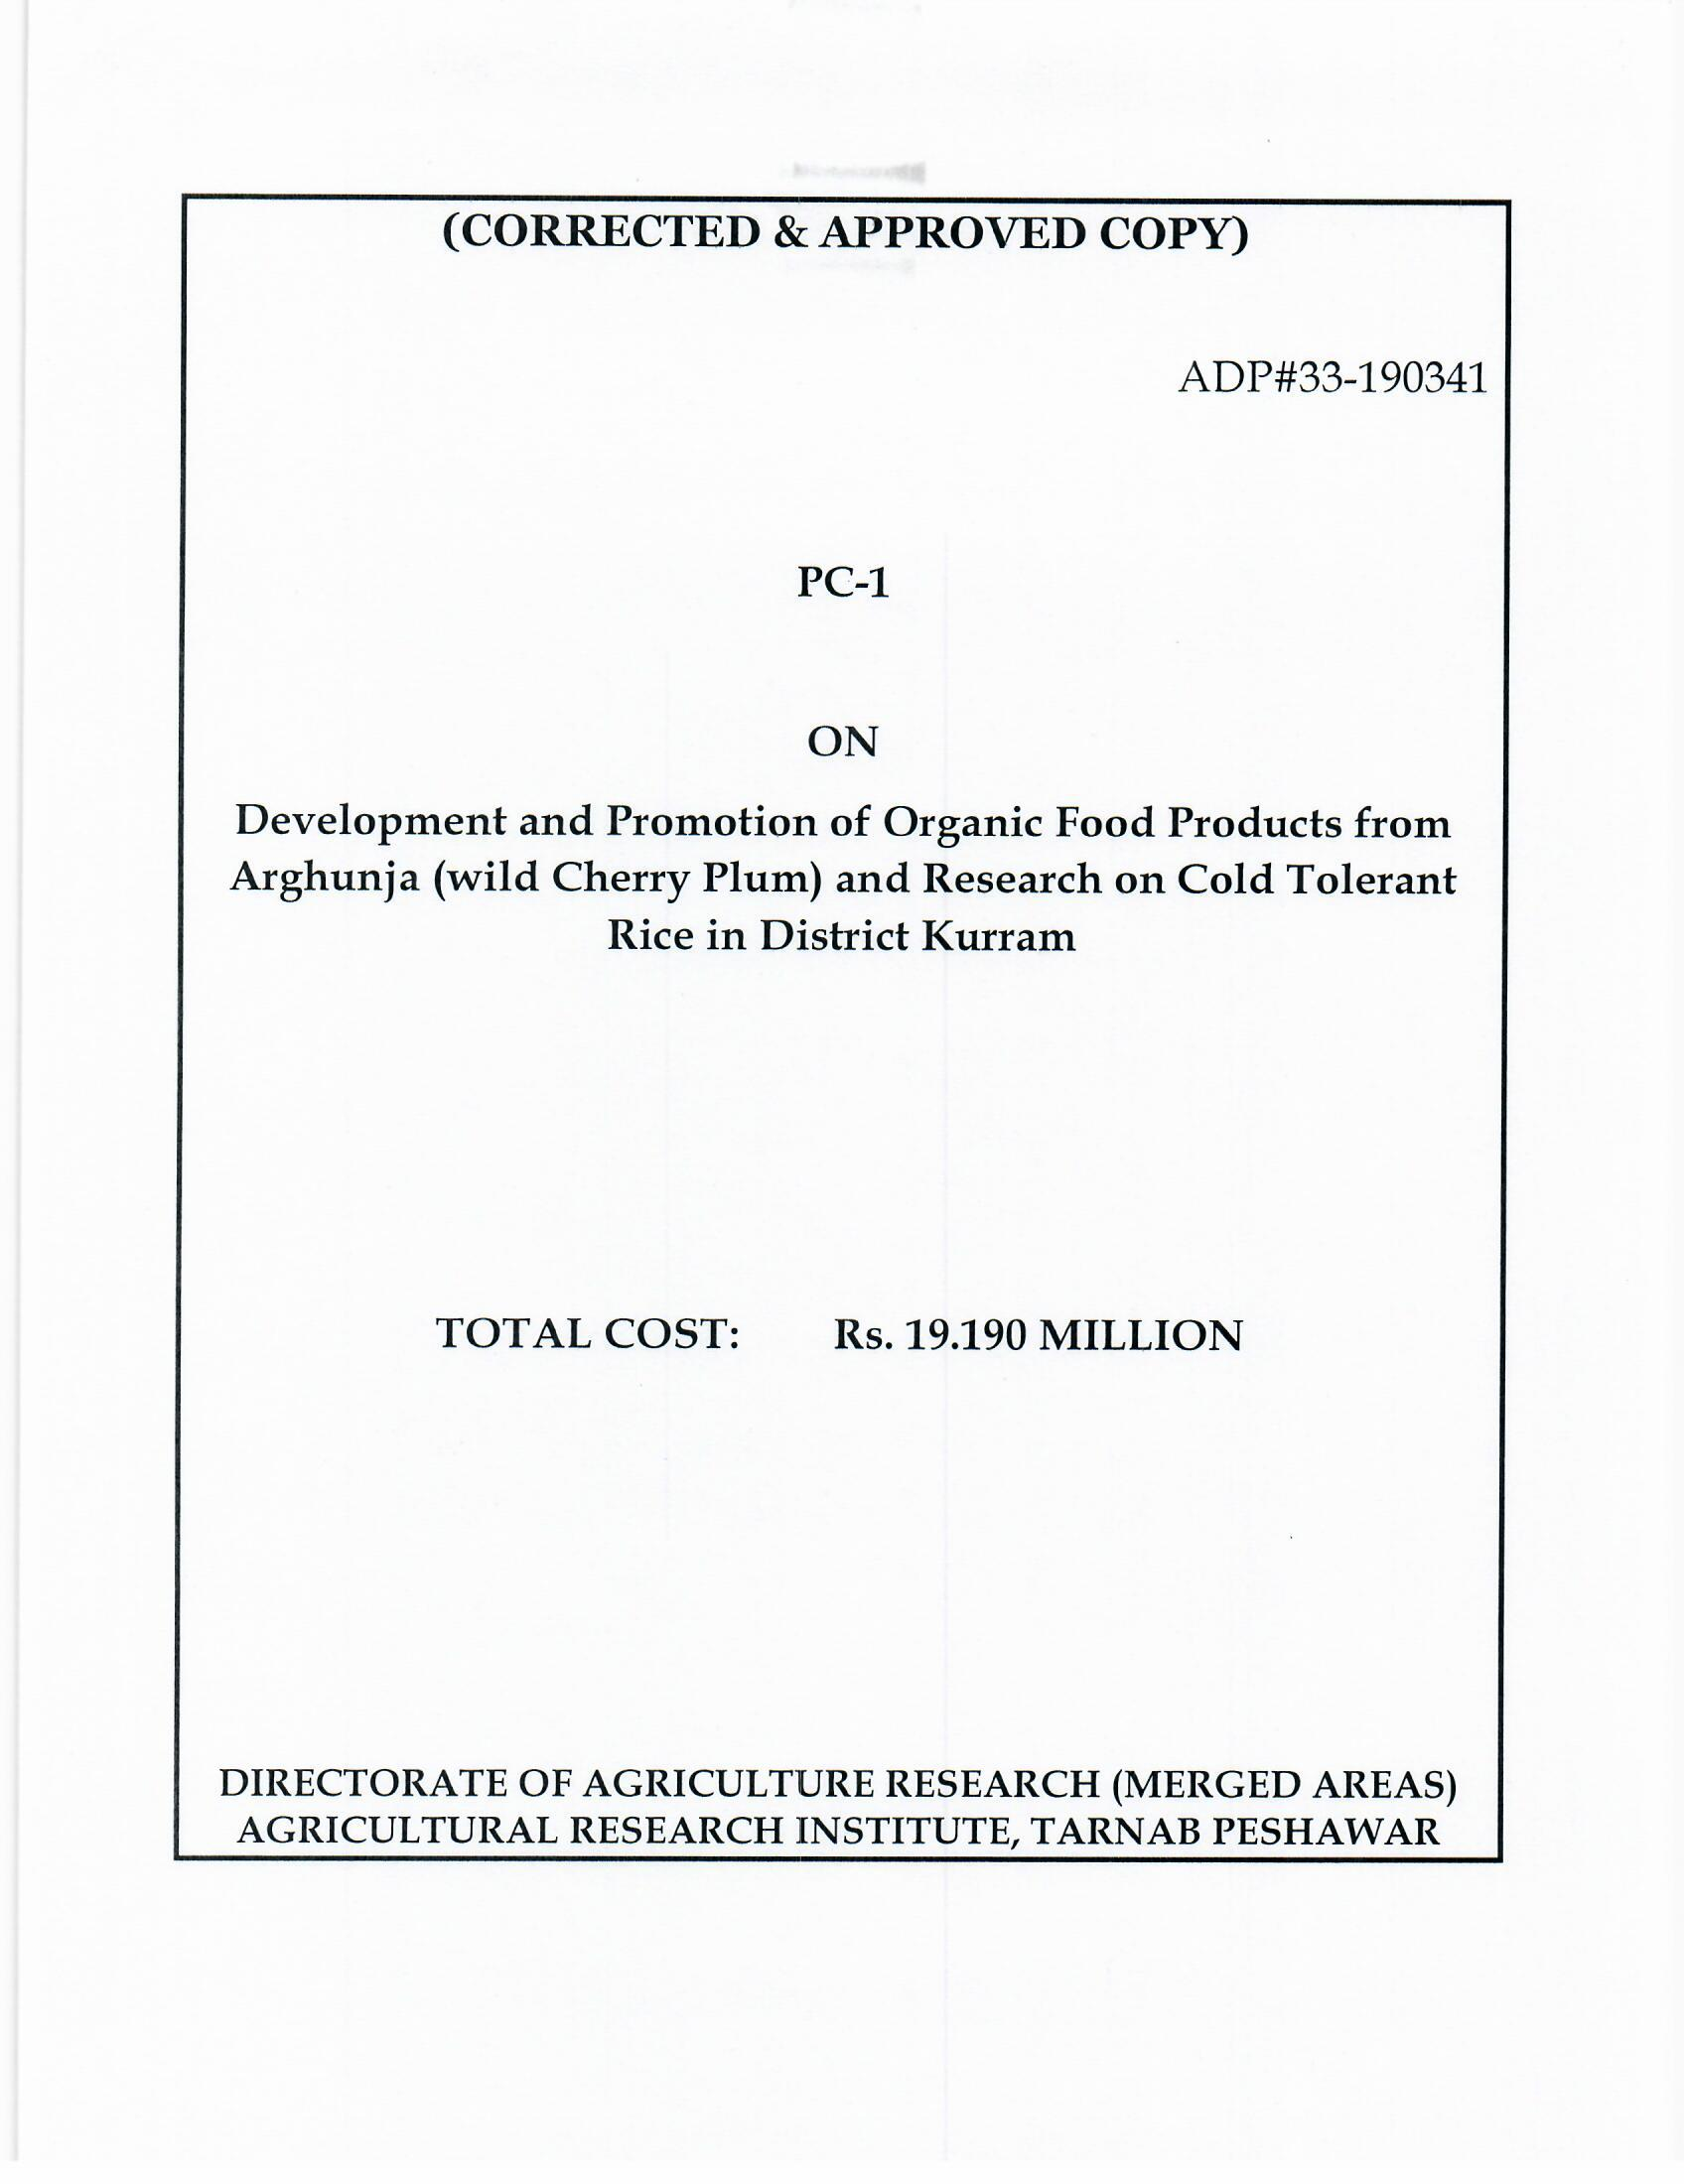 (CORRECTED & APPROVED COPY)
ADP#33-190341
PC-1
ON
Development and Promotion of Organic Food Products from
Arghunja (wild Cherry Plum) and Research on Cold Tolerant
Rice in District Kurram
TOTAL COST: Rs. 19.190 MILLION
DIRECTORATE OF AGRICULTURE RESEARCH (MERGED AREAS)
AGRICULTURAL RESEARCH INSTITUTE, TARNAB PESHAWAR